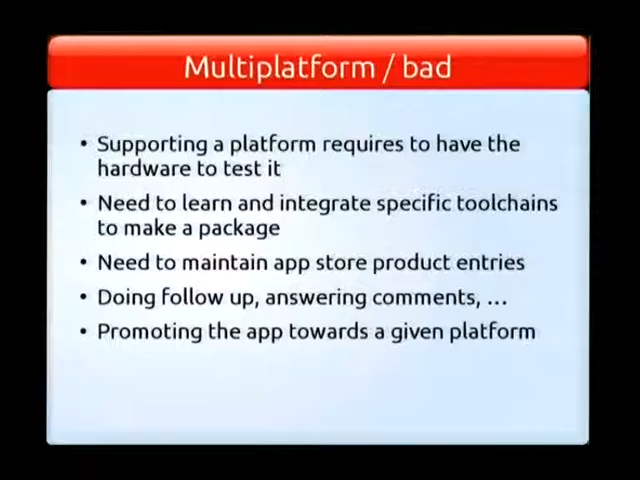 Multiplatform / bad
• Supporting a platform requires to have the
hardware to test it
• Need to learn and integrate specific toolchains
to make a package
• Need to maintain app store product entries
• Doing follow up, answering comments, ...
• Promoting the app towards a given platform